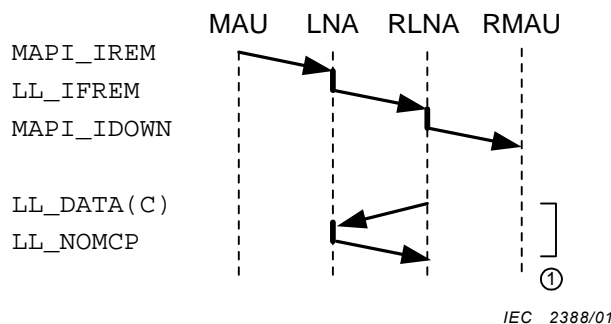 MAU LNA RLNA RMAU
MAPI_IREM
LL_IFREM
MAPI_IDOWN
LL_DATA(C)
LL_NOMCP
①
IEC 2388/01